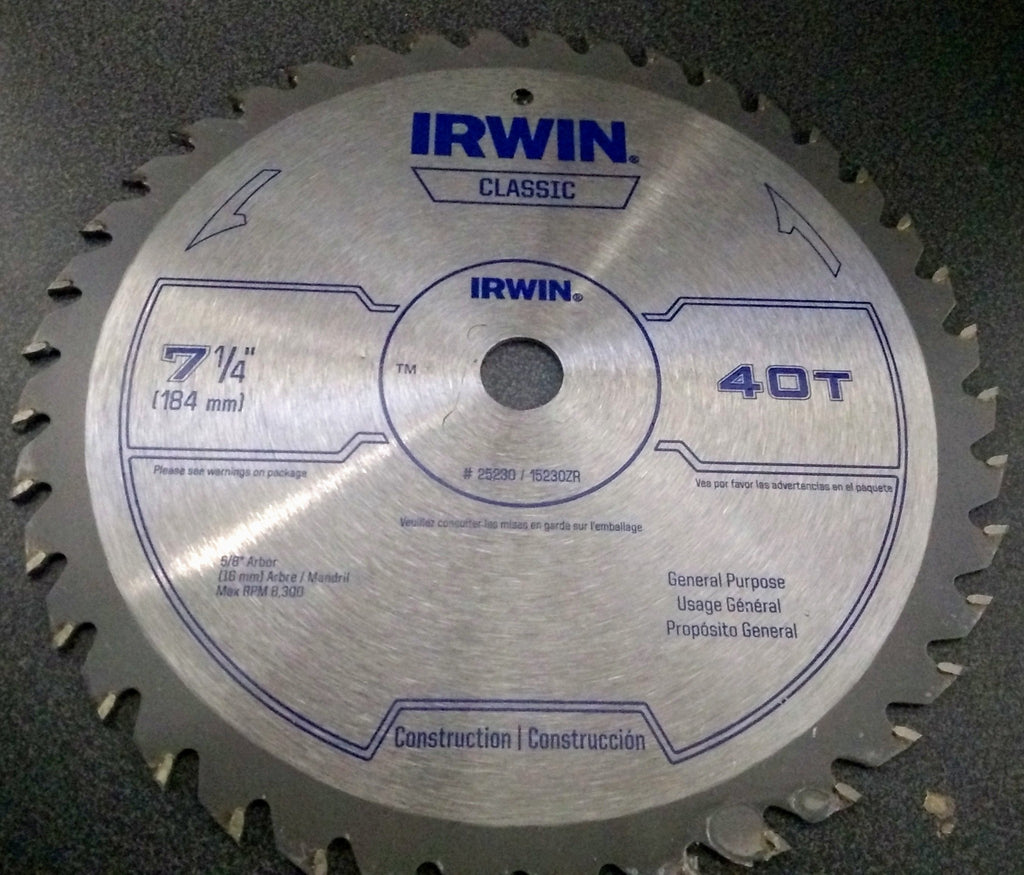 IRWIN®
CLASSIC
IRWIN®
7 1/4"
(184 mm)
TM
40T
Please see warnings on package
# 25230 / 15230ZR
Vea por favor las advertencias en el paquete
Veuillez consulter les mises en garde sur l'emballage
5/8" Arbor
(16 mm) Arbre / Mandril
Max RPM 8,300
General Purpose
Usage Général
Propósito General
Construction | Construcción